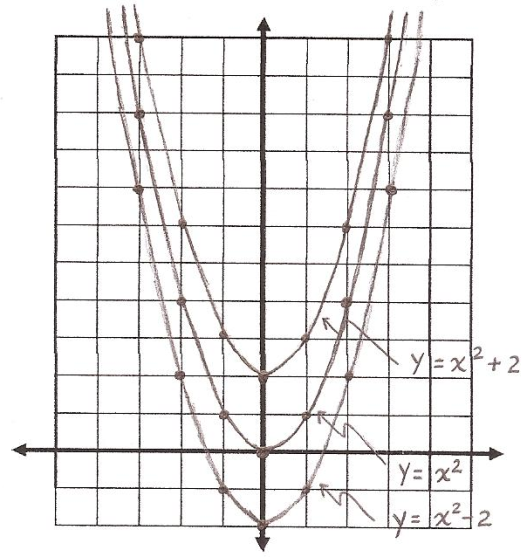 y = x² + 2
y = x²
y = x² - 2